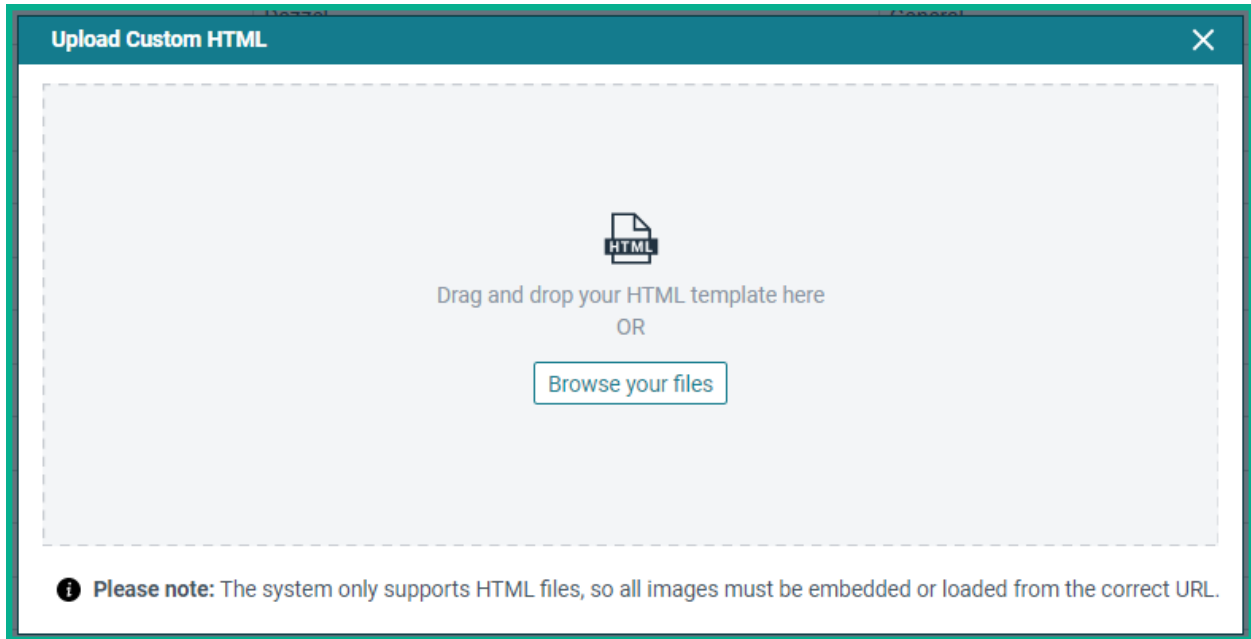 Upload Custom HTML
HTML
Drag and drop your HTML template here
OR
Browse your files
Please note: The system only supports HTML files, so all images must be embedded or loaded from the correct URL.